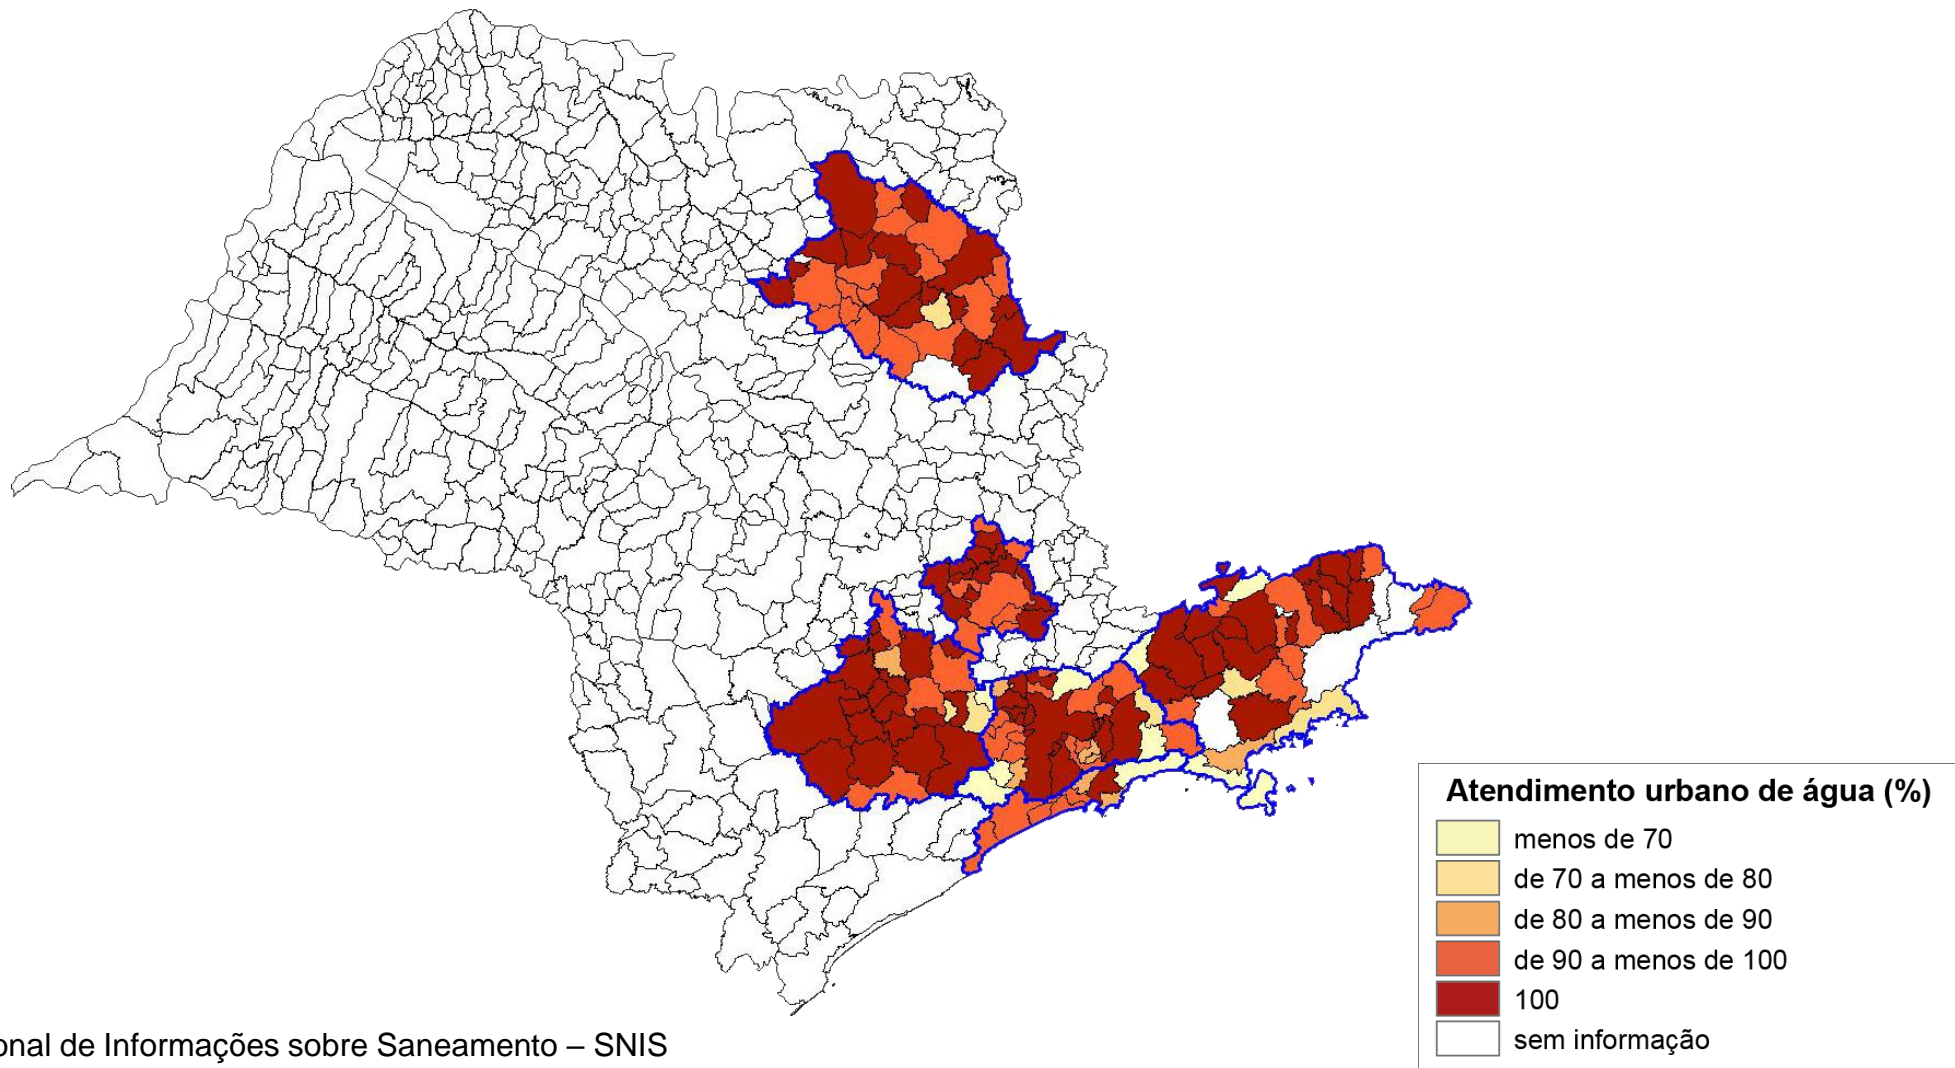 Atendimento urbano de água (%)
menos de 70
de 70 a menos de 80
de 80 a menos de 90
de 90 a menos de 100
100
sem informação
onal de Informações sobre Saneamento – SNIS